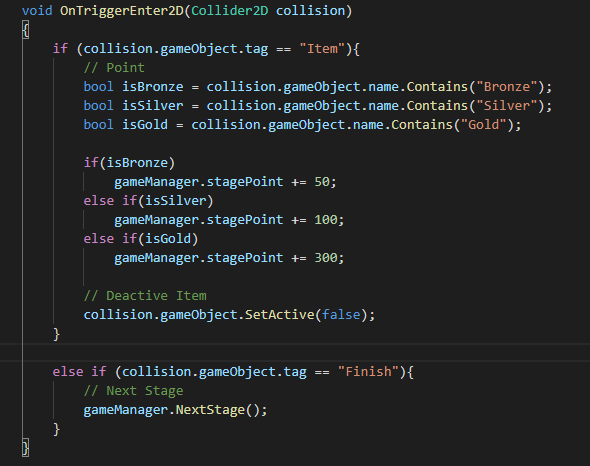 void OnTriggerEnter2D(Collider2D collision)
{
    if (collision.gameObject.tag == "Item"){
        // Point
        bool isBronze = collision.gameObject.name.Contains("Bronze");
        bool isSilver = collision.gameObject.name.Contains("Silver");
        bool isGold = collision.gameObject.name.Contains("Gold");

        if(isBronze)
            gameManager.stagePoint += 50;
        else if(isSilver)
            gameManager.stagePoint += 100;
        else if(isGold)
            gameManager.stagePoint += 300;

        // Deactive Item
        collision.gameObject.SetActive(false);
    }

    else if (collision.gameObject.tag == "Finish"){
        // Next Stage
        gameManager.NextStage();
    }
}